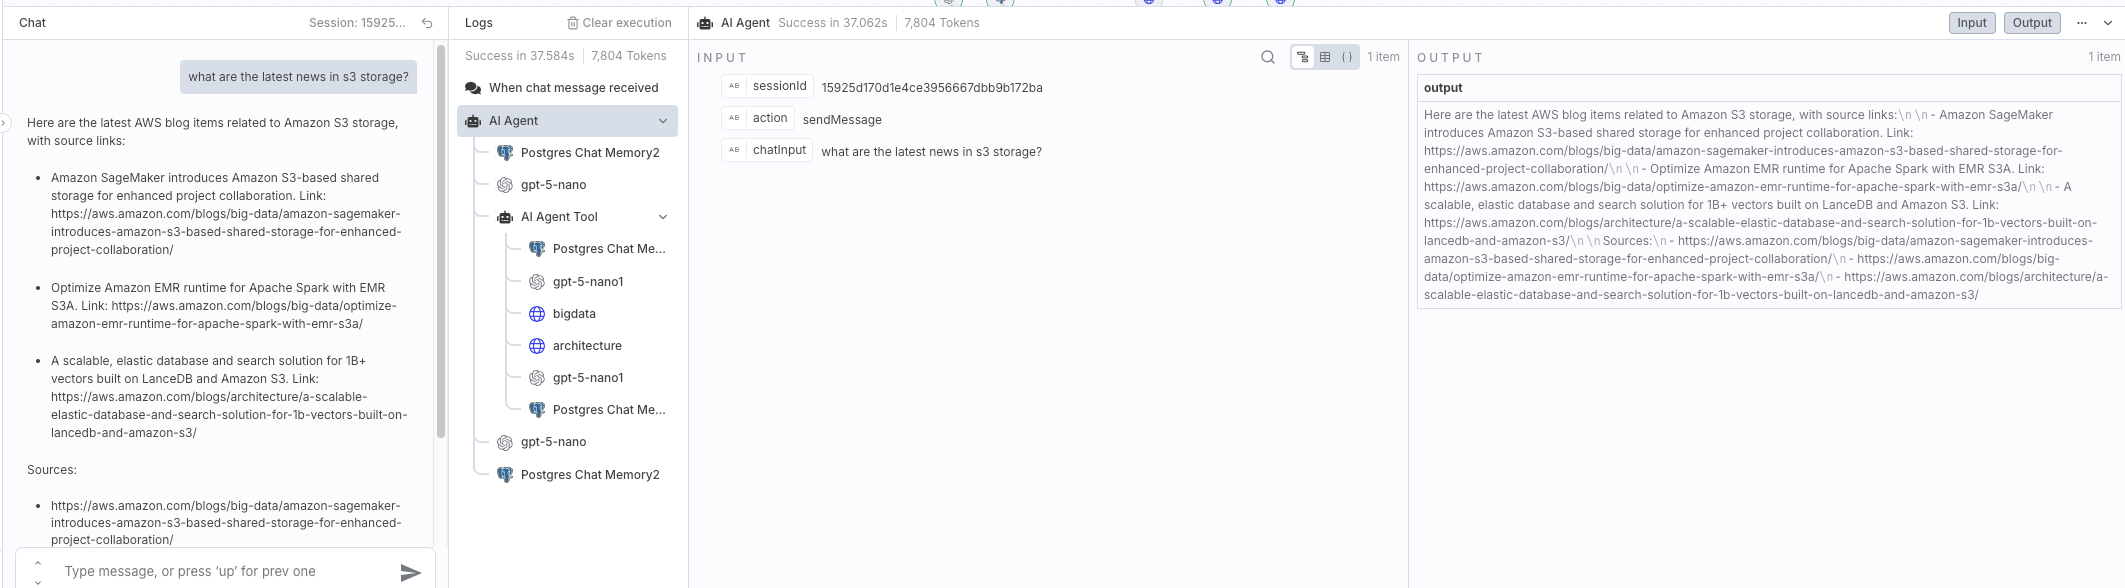 Chat
Session: 15925...
what are the latest news in s3 storage?
Here are the latest AWS blog items related to Amazon S3 storage,
with source links:
• Amazon SageMaker introduces Amazon S3-based shared
storage for enhanced project collaboration. Link:
https://aws.amazon.com/blogs/big-data/amazon-sagemaker-
introduces-amazon-s3-based-shared-storage-for-enhanced-
project-collaboration/
• Optimize Amazon EMR runtime for Apache Spark with EMR
S3A. Link: https://aws.amazon.com/blogs/big-data/optimize-
amazon-emr-runtime-for-apache-spark-with-emr-s3a/
• A scalable, elastic database and search solution for 1B+
vectors built on LanceDB and Amazon S3. Link:
https://aws.amazon.com/blogs/architecture/a-scalable-
elastic-database-and-search-solution-for-1b-vectors-built-on-
lancedb-and-amazon-s3/
Sources:
• https://aws.amazon.com/blogs/big-data/amazon-sagemaker-
introduces-amazon-s3-based-shared-storage-for-enhanced-
project-collaboration/
Type message, or press ‘up’ for prev one
Logs
Clear execution
Success in 37.584s
7,804 Tokens
When chat message received
AI Agent
Postgres Chat Memory2
gpt-5-nano
AI Agent Tool
Postgres Chat Me...
gpt-5-nano1
bigdata
architecture
gpt-5-nano1
Postgres Chat Me...
gpt-5-nano
Postgres Chat Memory2
AI Agent
Success in 37.062s
7,804 Tokens
Input
Output
INPUT
1 item
AB sessionId 15925d170d1e4ce3956667dbb9b172ba
AB action sendMessage
AB chatInput what are the latest news in s3 storage?
OUTPUT
1 item
output
Here are the latest AWS blog items related to Amazon S3 storage, with source links:\n\n- Amazon SageMaker
introduces Amazon S3-based shared storage for enhanced project collaboration. Link:
https://aws.amazon.com/blogs/big-data/amazon-sagemaker-introduces-amazon-s3-based-shared-storage-for-
enhanced-project-collaboration/\n\n- Optimize Amazon EMR runtime for Apache Spark with EMR S3A. Link:
https://aws.amazon.com/blogs/big-data/optimize-amazon-emr-runtime-for-apache-spark-with-emr-s3a/\n\n- A
scalable, elastic database and search solution for 1B+ vectors built on LanceDB and Amazon S3. Link:
https://aws.amazon.com/blogs/architecture/a-scalable-elastic-database-and-search-solution-for-1b-vectors-built-on-
lancedb-and-amazon-s3/\n\nSources:\n- https://aws.amazon.com/blogs/big-data/amazon-sagemaker-introduces-
amazon-s3-based-shared-storage-for-enhanced-project-collaboration/\n- https://aws.amazon.com/blogs/big-
data/optimize-amazon-emr-runtime-for-apache-spark-with-emr-s3a/\n- https://aws.amazon.com/blogs/architecture/a-
scalable-elastic-database-and-search-solution-for-1b-vectors-built-on-lancedb-and-amazon-s3/